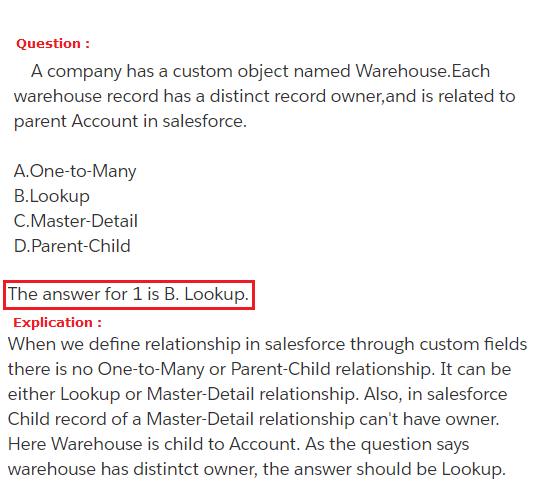 Question :
A company has a custom object named Warehouse.Each
warehouse record has a distinct record owner,and is related to
parent Account in salesforce.
A.One-to-Many
B.Lookup
C.Master-Detail
D.Parent-Child
The answer for 1 is B. Lookup.
Explication :
When we define relationship in salesforce through custom fields
there is no One-to-Many or Parent-Child relationship. It can be
either Lookup or Master-Detail relationship. Also, in salesforce
Child record of a Master-Detail relationship can't have owner.
Here Warehouse is child to Account. As the question says
warehouse has distintct owner, the answer should be Lookup.